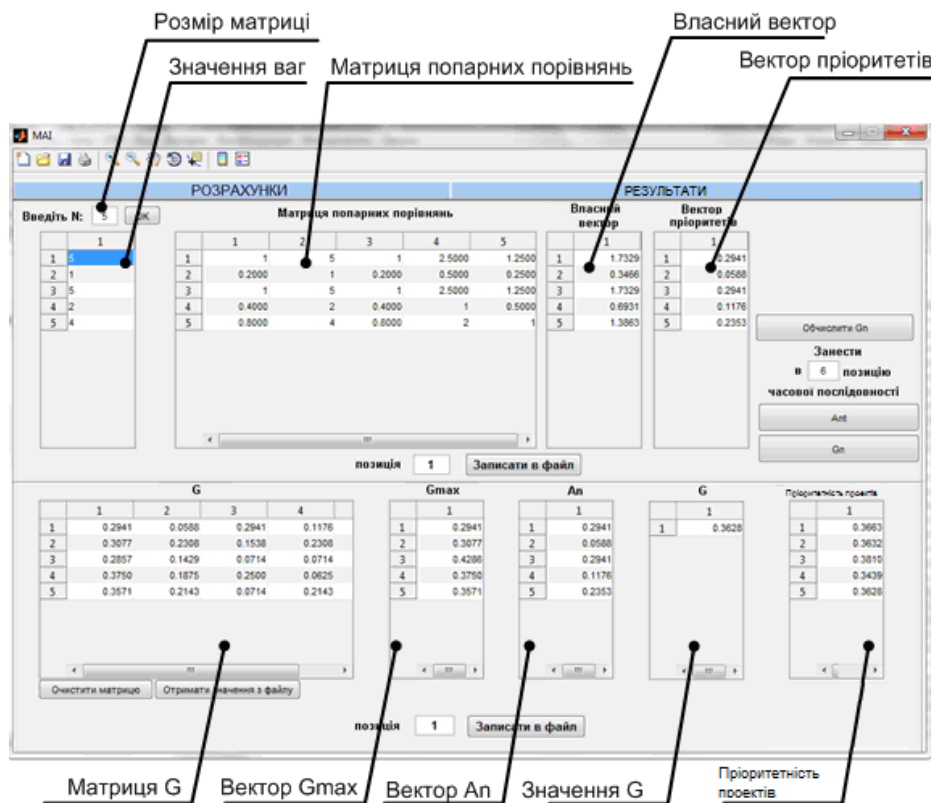 Розмір матриці
Власний вектор
Значення ваг
Матриця попарних порівнянь
Вектор пріоритетів
MAI
РОЗРАХУНКИ
РЕЗУЛЬТАТИ
Введіть N: 5 OK
Матриця попарних порівнянь
Власний вектор
Вектор пріоритетів
1
1 5
2 1
3 5
4 2
5 4
1 2 3 4 5
1 1 5 1 2.5000 1.2500
2 0.2000 1 0.2000 0.5000 0.2500
3 1 5 1 2.5000 1.2500
4 0.4000 2 0.4000 1 0.5000
5 0.8000 4 0.8000 2 1
1
1 1.7329
2 0.3466
3 1.7329
4 0.6931
5 1.3863
1
1 0.2941
2 0.0588
3 0.2941
4 0.1176
5 0.2353
Обчислити Gn
Занести
в 6 позицію
часової послідовності
Ant
Gn
позиція 1 Записати в файл
G
1 2 3 4
1 0.2941 0.0588 0.2941 0.1176
2 0.3077 0.2308 0.1538 0.2308
3 0.2857 0.1429 0.0714 0.0714
4 0.3750 0.1875 0.2500 0.0625
5 0.3571 0.2143 0.0714 0.2143
Gmax
1
1 0.2941
2 0.3077
3 0.4286
4 0.3750
5 0.3571
An
1
1 0.2941
2 0.0588
3 0.2941
4 0.1176
5 0.2353
G
1
1 0.3628
Пріоритетність проектів
1
1 0.3663
2 0.3632
3 0.3810
4 0.3439
5 0.3628
Очистити матрицю
Отримати значення з файлу
позиція 1 Записати в файл
Матриця G
Вектор Gmax
Вектор An
Значення G
Пріоритетність
проектів